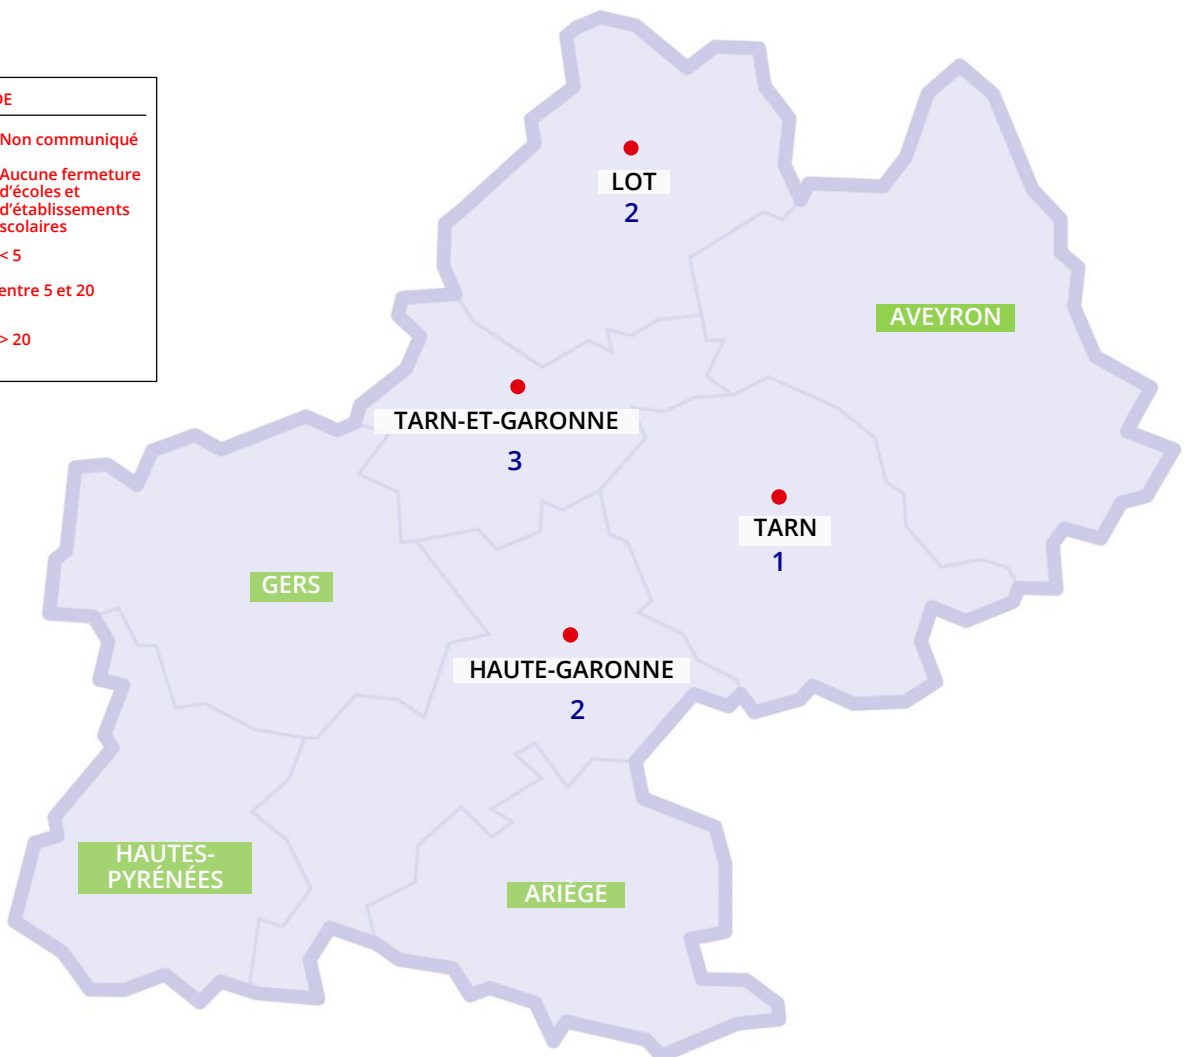 DE
Non communiqué
Aucune fermeture
d'écoles et
d'établissements
scolaires
< 5
entre 5 et 20
> 20
LOT
2
AVEYRON
TARN-ET-GARONNE
3
TARN
1
GERS
HAUTE-GARONNE
2
HAUTES-
PYRÉNÉES
ARIÈGE